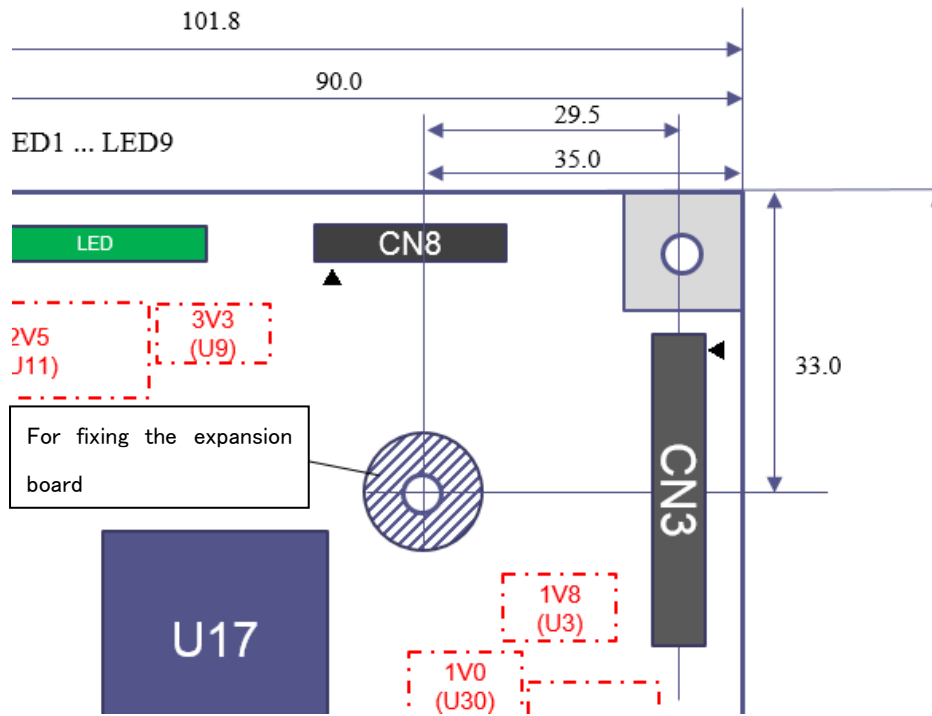 101.8
90.0
29.5
ED1 ... LED9
35.0
LED
CN8
3V3
(U9)
2V5
U11)
33.0
For fixing the expansion
board
CN3
1V8
(U3)
U17
1V0
(U30)